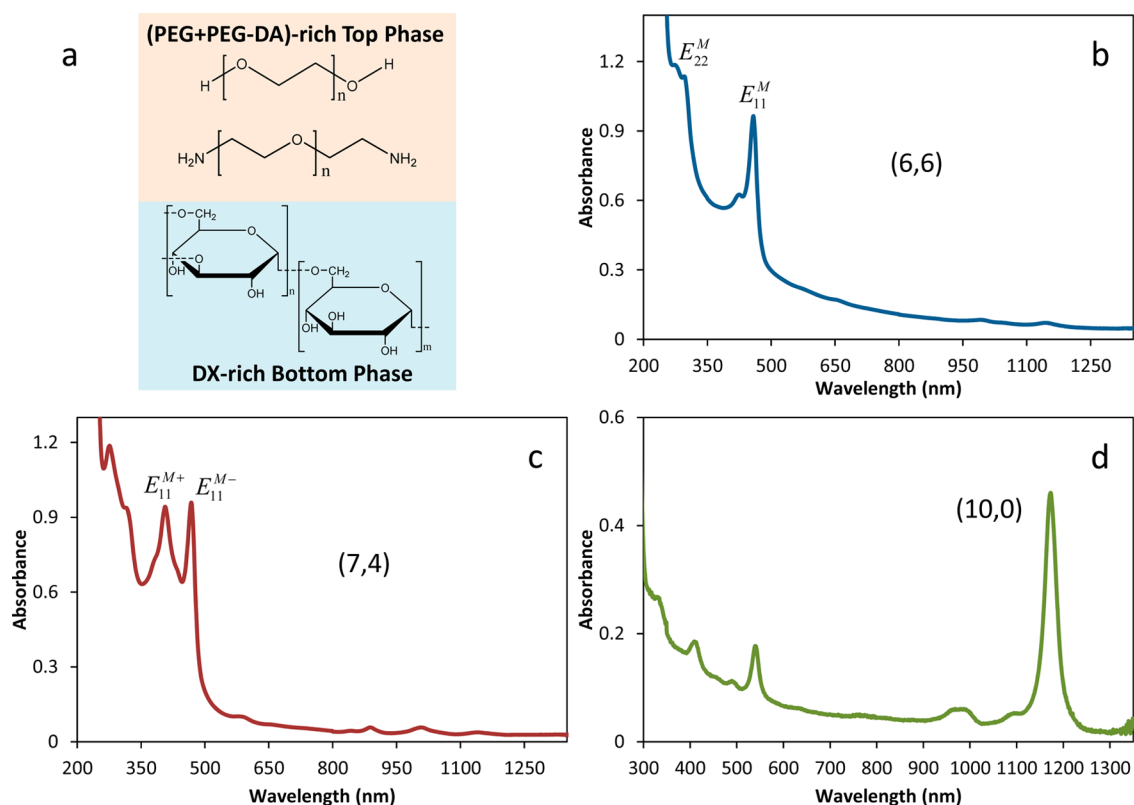 a
(PEG+PEG-DA)-rich Top Phase
H
O
O
H
n
H₂N
O
NH₂
n
O
CH₂
O
O
OH
OH
n
O
CH₂
O
OH
HO
OH
m
DX-rich Bottom Phase
b
E₂₂ᴹ
E₁₁ᴹ
(6,6)
Absorbance
1.2
0.9
0.6
0.3
0
200 350 500 650 800 950 1100 1250
Wavelength (nm)
c
E₁₁ᴹ⁺ E₁₁ᴹ⁻
(7,4)
Absorbance
1.2
0.9
0.6
0.3
0
200 350 500 650 800 950 1100 1250
Wavelength (nm)
d
(10,0)
Absorbance
0.6
0.4
0.2
0
300 400 500 600 700 800 900 1000 1100 1200 1300
Wavelength (nm)